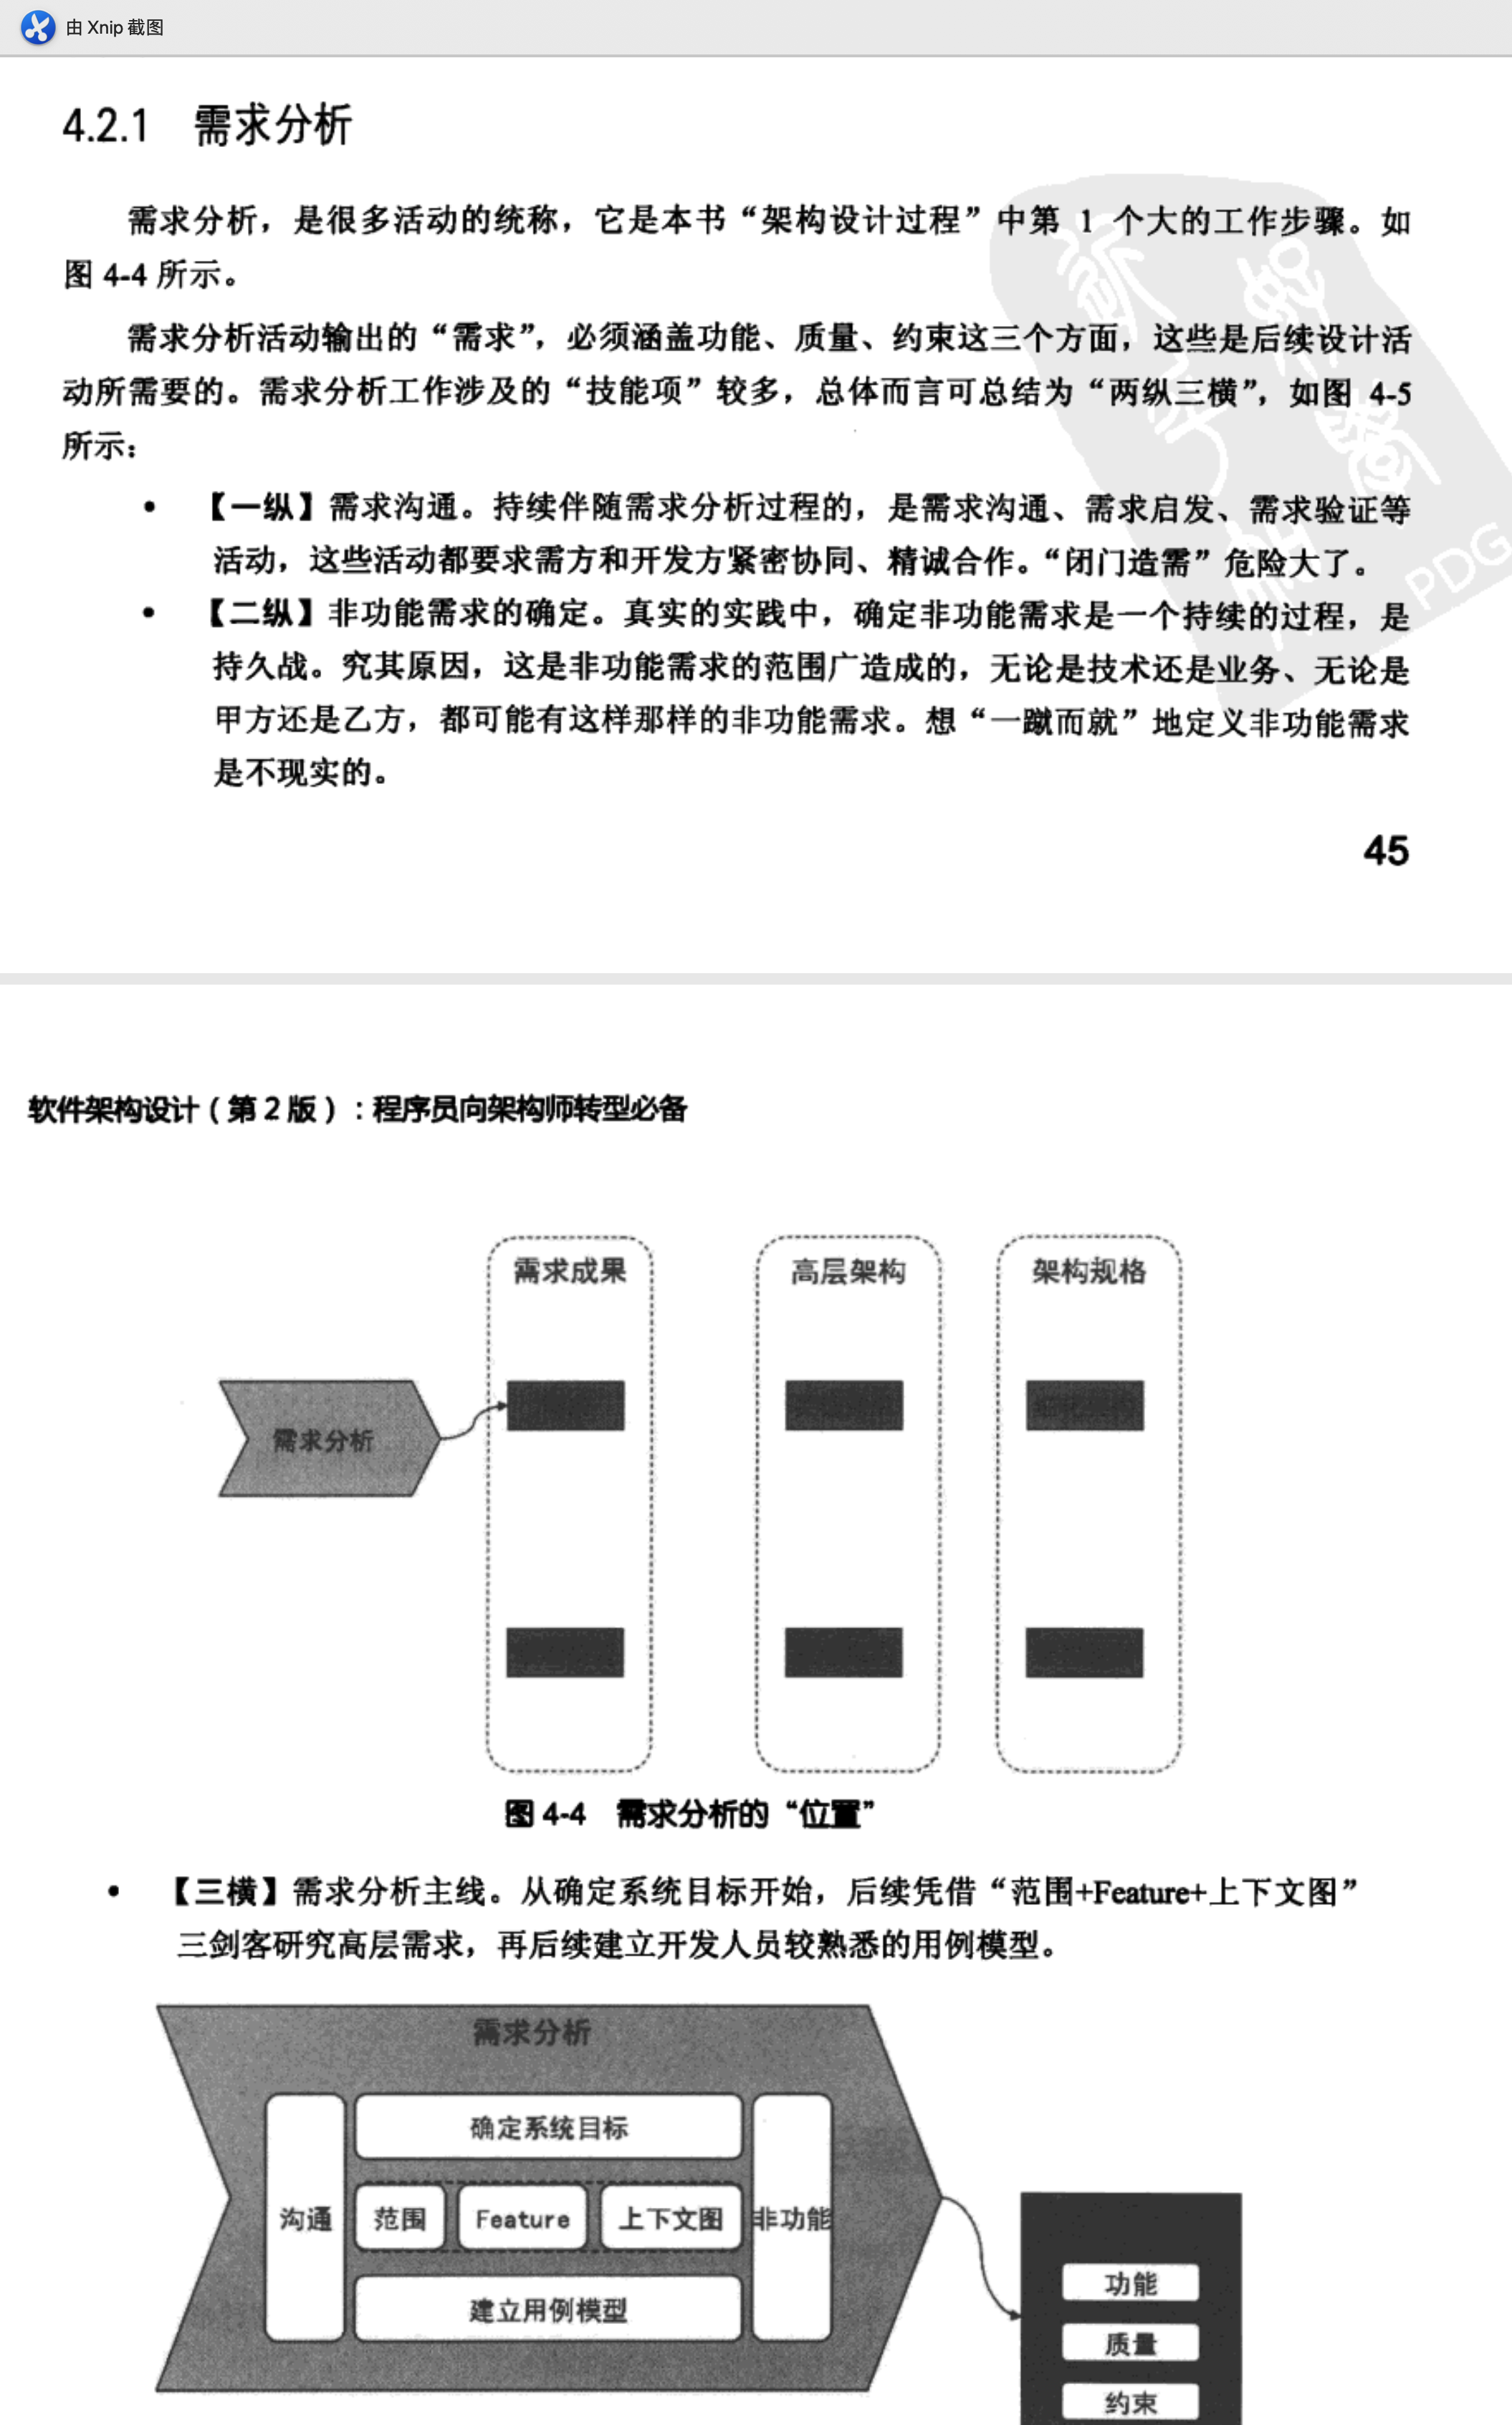 由 Xnip 截图
4.2.1 需求分析
需求分析，是很多活动的统称，它是本书“架构设计过程”中第 1 个大的工作步骤。如
图 4-4 所示。
需求分析活动输出的“需求”，必须涵盖功能、质量、约束这三个方面，这些是后续设计活
动所需要的。需求分析工作涉及的“技能项”较多，总体而言可总结为“两纵三横”，如图 4-5
所示：
• 【一纵】需求沟通。持续伴随需求分析过程的，是需求沟通、需求启发、需求验证等
活动，这些活动都要求需方和开发方紧密协同、精诚合作。“闭门造需”危险大了。
• 【二纵】非功能需求的确定。真实的实践中，确定非功能需求是一个持续的过程，是
持久战。究其原因，这是非功能需求的范围广造成的，无论是技术还是业务、无论是
甲方还是乙方，都可能有这样那样的非功能需求。想“一蹴而就”地定义非功能需求
是不现实的。
PDG
45
软件架构设计（第 2 版）：程序员向架构师转型必备
需求成果
高层架构
架构规格
需求分析
图 4-4 需求分析的“位置”
• 【三横】需求分析主线。从确定系统目标开始，后续凭借“范围+Feature+上下文图”
三剑客研究高层需求，再后续建立开发人员较熟悉的用例模型。
需求分析
确定系统目标
沟通
范围
Feature
上下文图
非功能
建立用例模型
功能
质量
约束